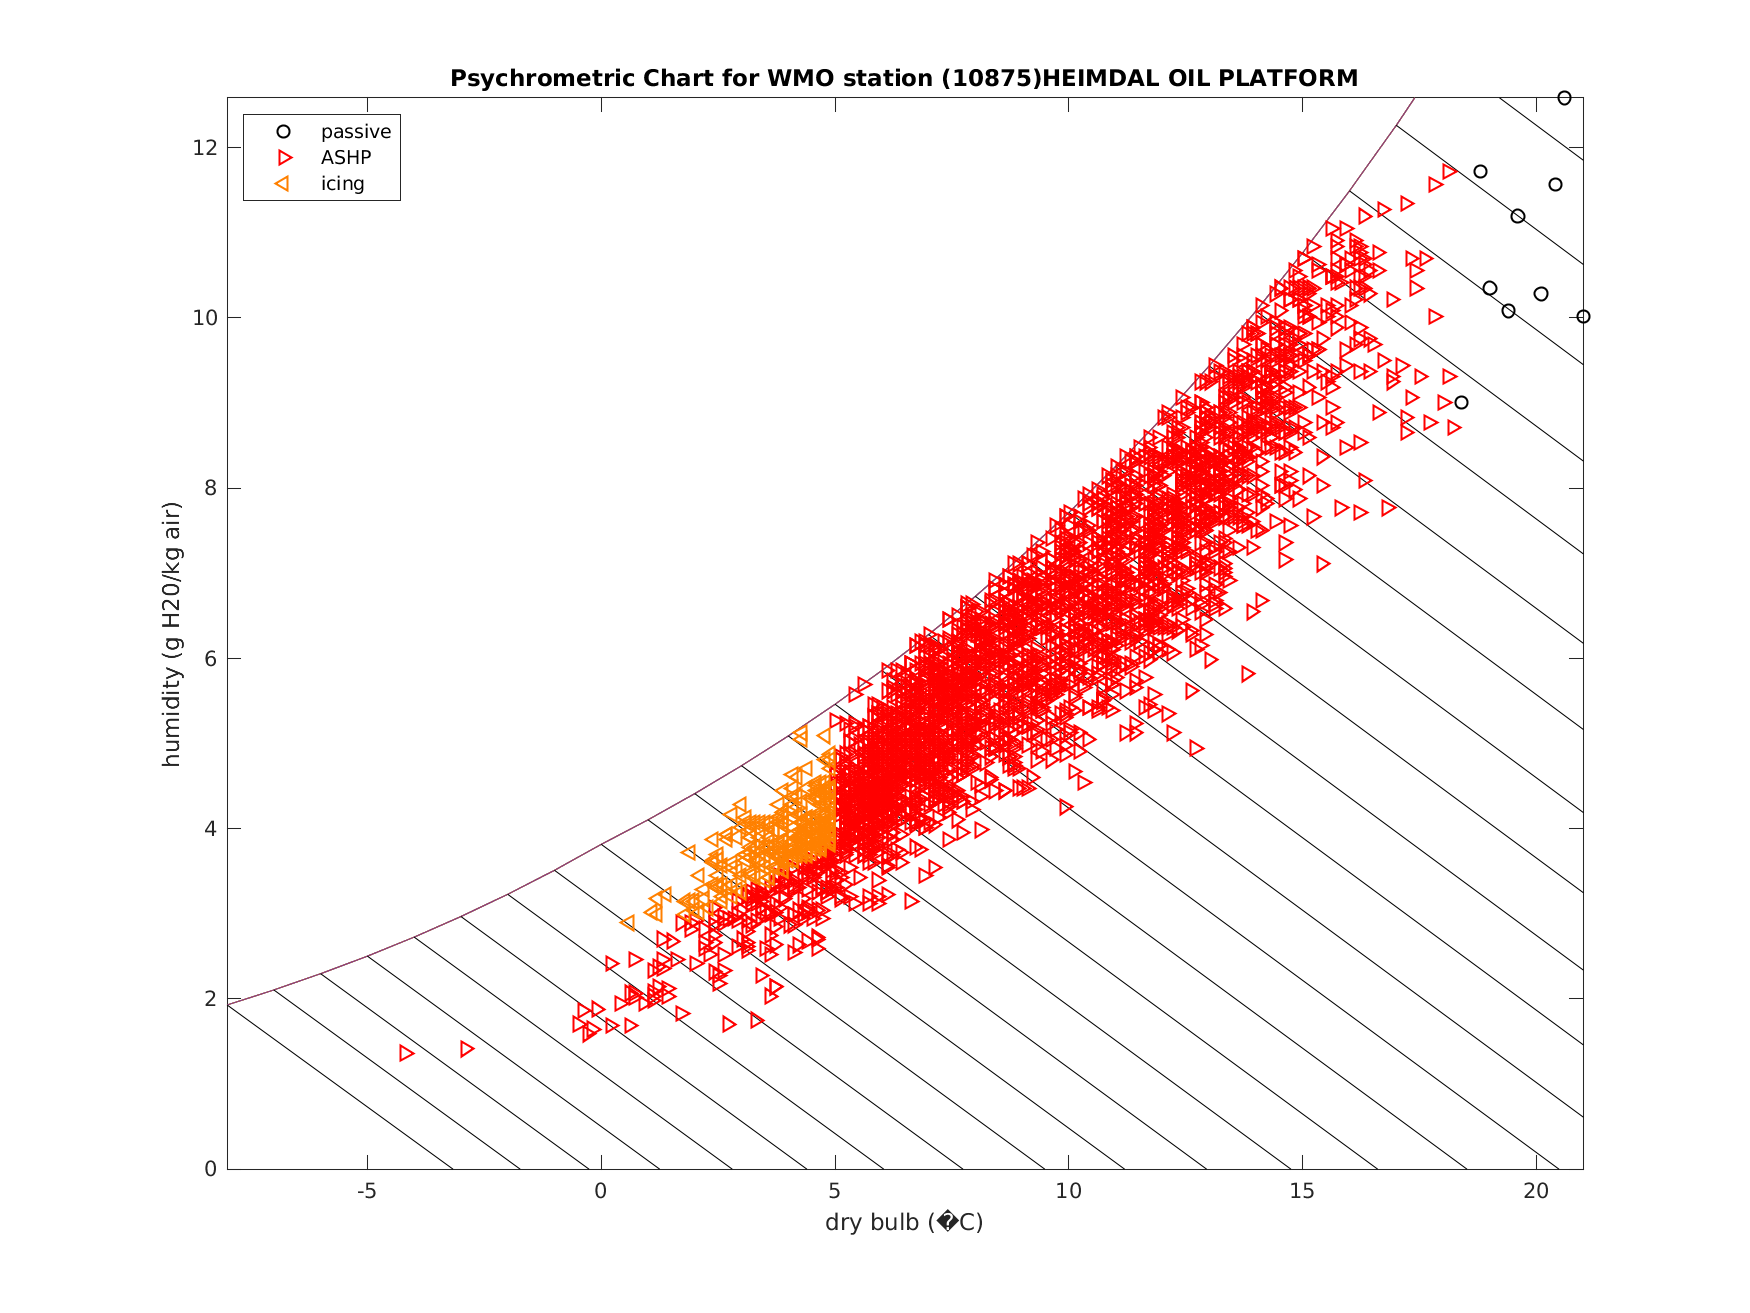 Psychrometric Chart for WMO station (10875)HEIMDAL OIL PLATFORM
passive
ASHP
icing
humidity (g H20/kg air)
12
10
8
6
4
2
0
-5 0 5 10 15 20
dry bulb (�C)